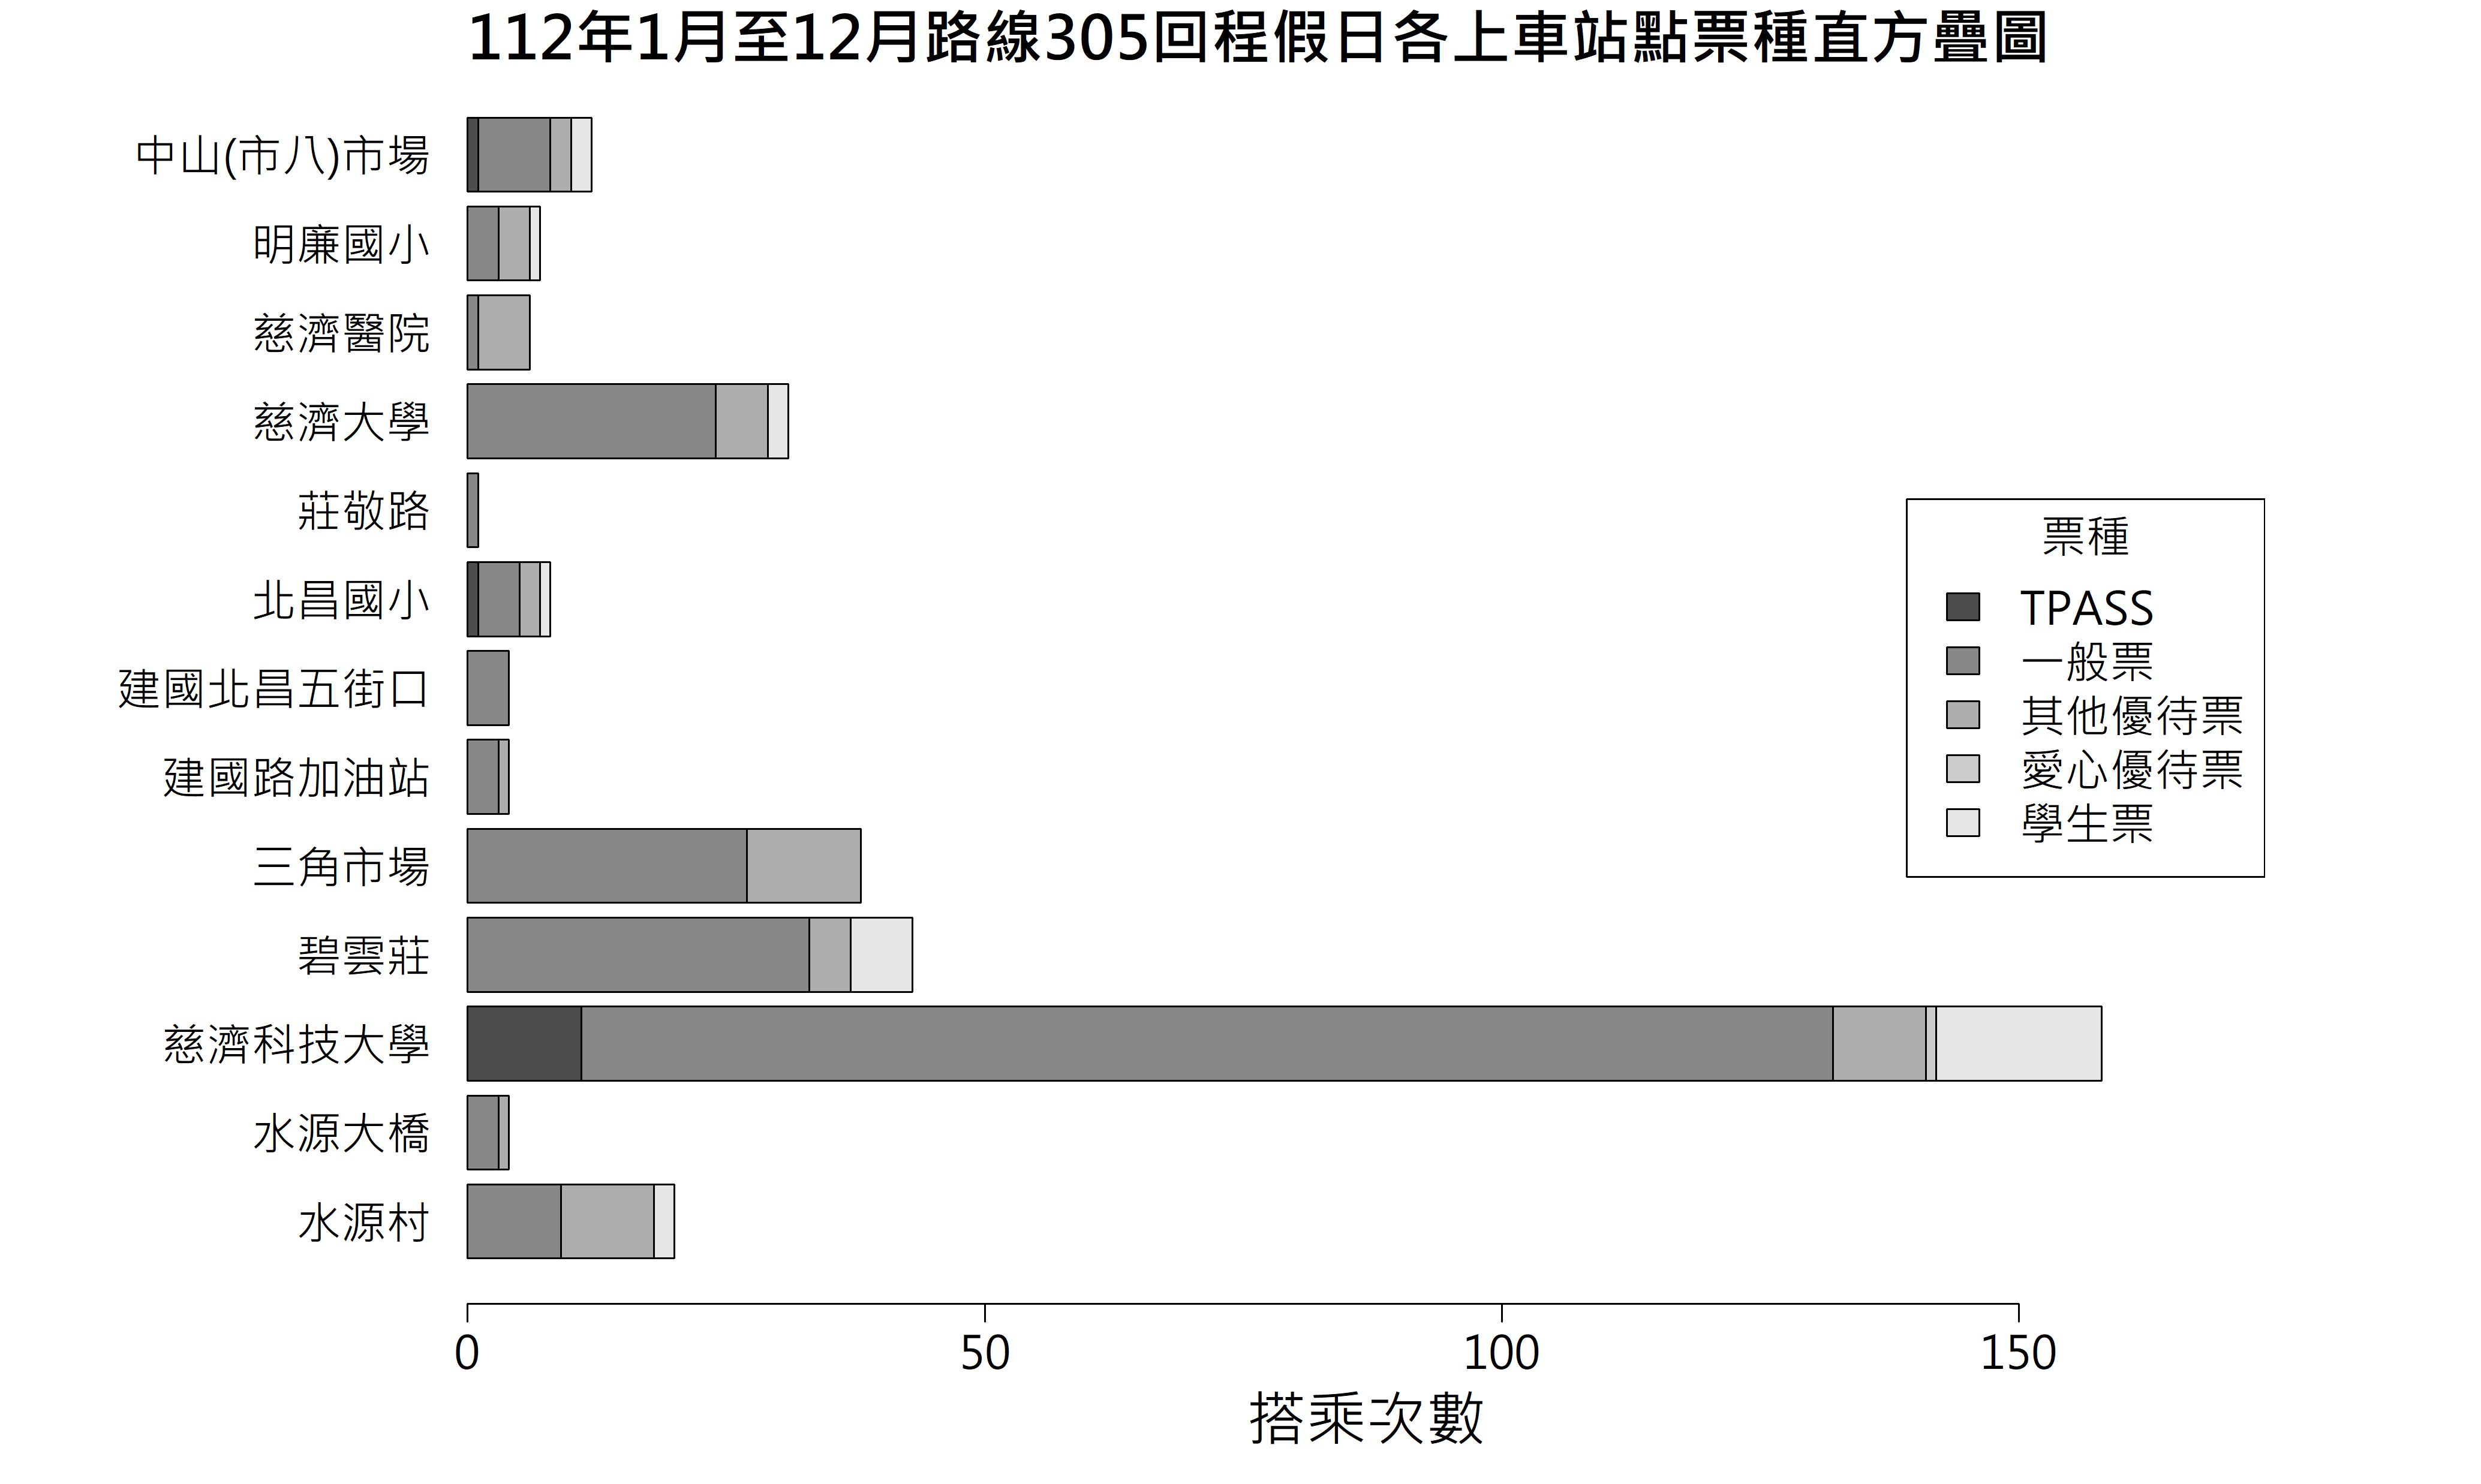 112年1月至12月路線305回程假日各上車站點票種直方疊圖
中山(市八)市場
明廉國小
慈濟醫院
慈濟大學
莊敬路
北昌國小
建國北昌五街口
建國路加油站
三角市場
碧雲莊
慈濟科技大學
水源大橋
水源村
票種
TPASS
一般票
其他優待票
愛心優待票
學生票
0 50 100 150
搭乘次數